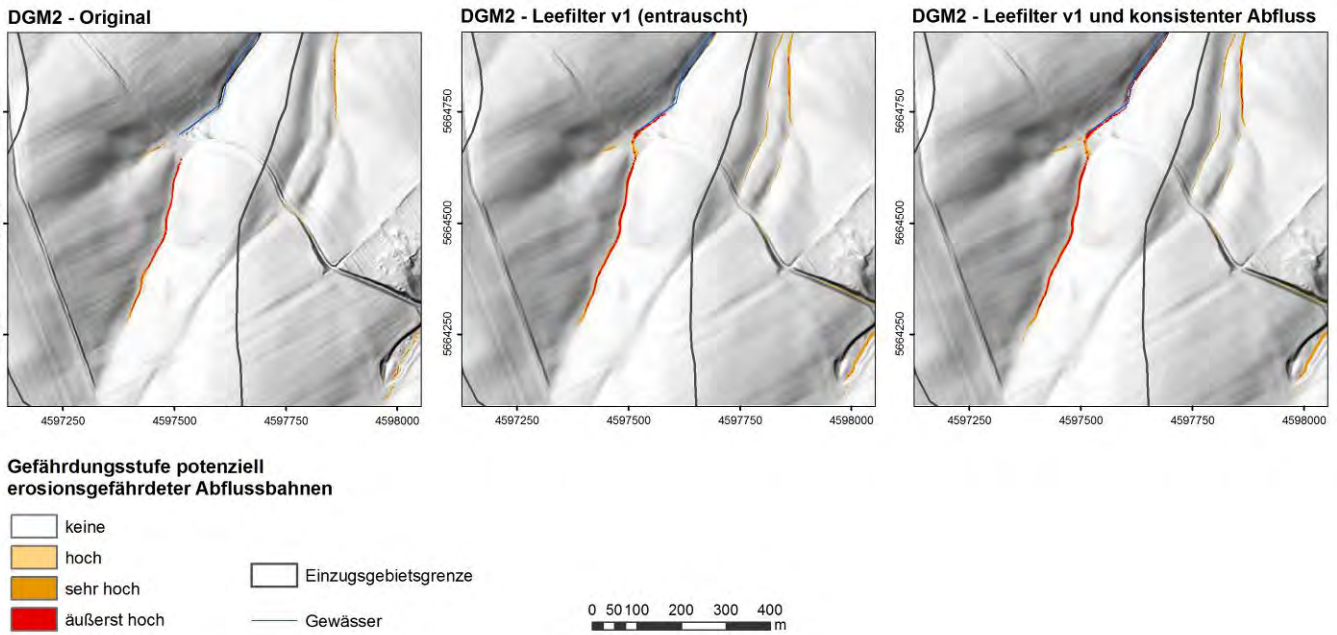 DGM2 - Original
DGM2 - Leefilter v1 (entrauscht)
DGM2 - Leefilter v1 und konsistenter Abfluss
5664750
5664500
5664250
5664750
5664500
5664250
4597250 4597500 4597750 4598000
4597250 4597500 4597750 4598000
4597250 4597500 4597750 4598000
Gefährdungsstufe potenziell
erosionsgefährdeter Abflussbahnen
keine
hoch
sehr hoch
äußerst hoch
Einzugsgebietsgrenze
Gewässer
0 50 100 200 300 400
m